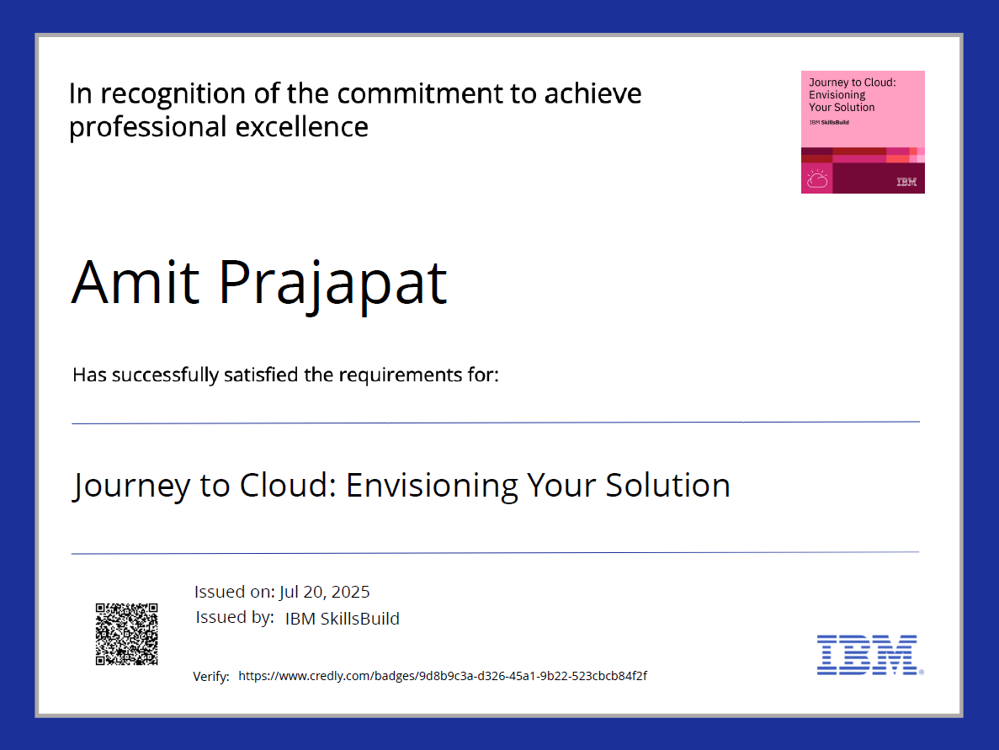 In recognition of the commitment to achieve
professional excellence
Journey to Cloud:
Envisioning
Your Solution
IBM SkillsBuild
IBM
Amit Prajapat
Has successfully satisfied the requirements for:
Journey to Cloud: Envisioning Your Solution
Issued on: Jul 20, 2025
Issued by: IBM SkillsBuild
Verify: https://www.credly.com/badges/9d8b9c3a-d326-45a1-9b22-523cbcb84f2f
IBM®